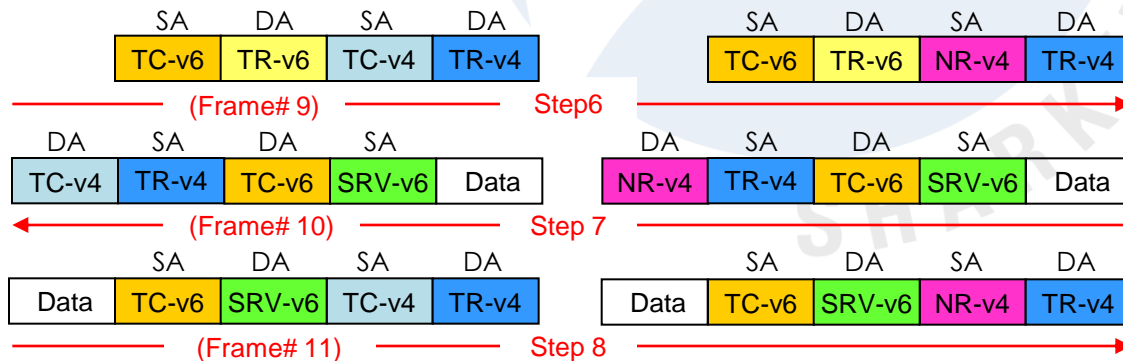 SA DA SA DA SA DA SA DA
TC-v6 TR-v6 TC-v4 TR-v4 TC-v6 TR-v6 NR-v4 TR-v4
(Frame# 9) Step6
DA SA DA SA DA SA DA SA
TC-v4 TR-v4 TC-v6 SRV-v6 Data NR-v4 TR-v4 TC-v6 SRV-v6 Data
(Frame# 10) Step 7
SA DA SA DA SA DA SA DA
Data TC-v6 SRV-v6 TC-v4 TR-v4 Data TC-v6 SRV-v6 NR-v4 TR-v4
(Frame# 11) Step 8
SHARK